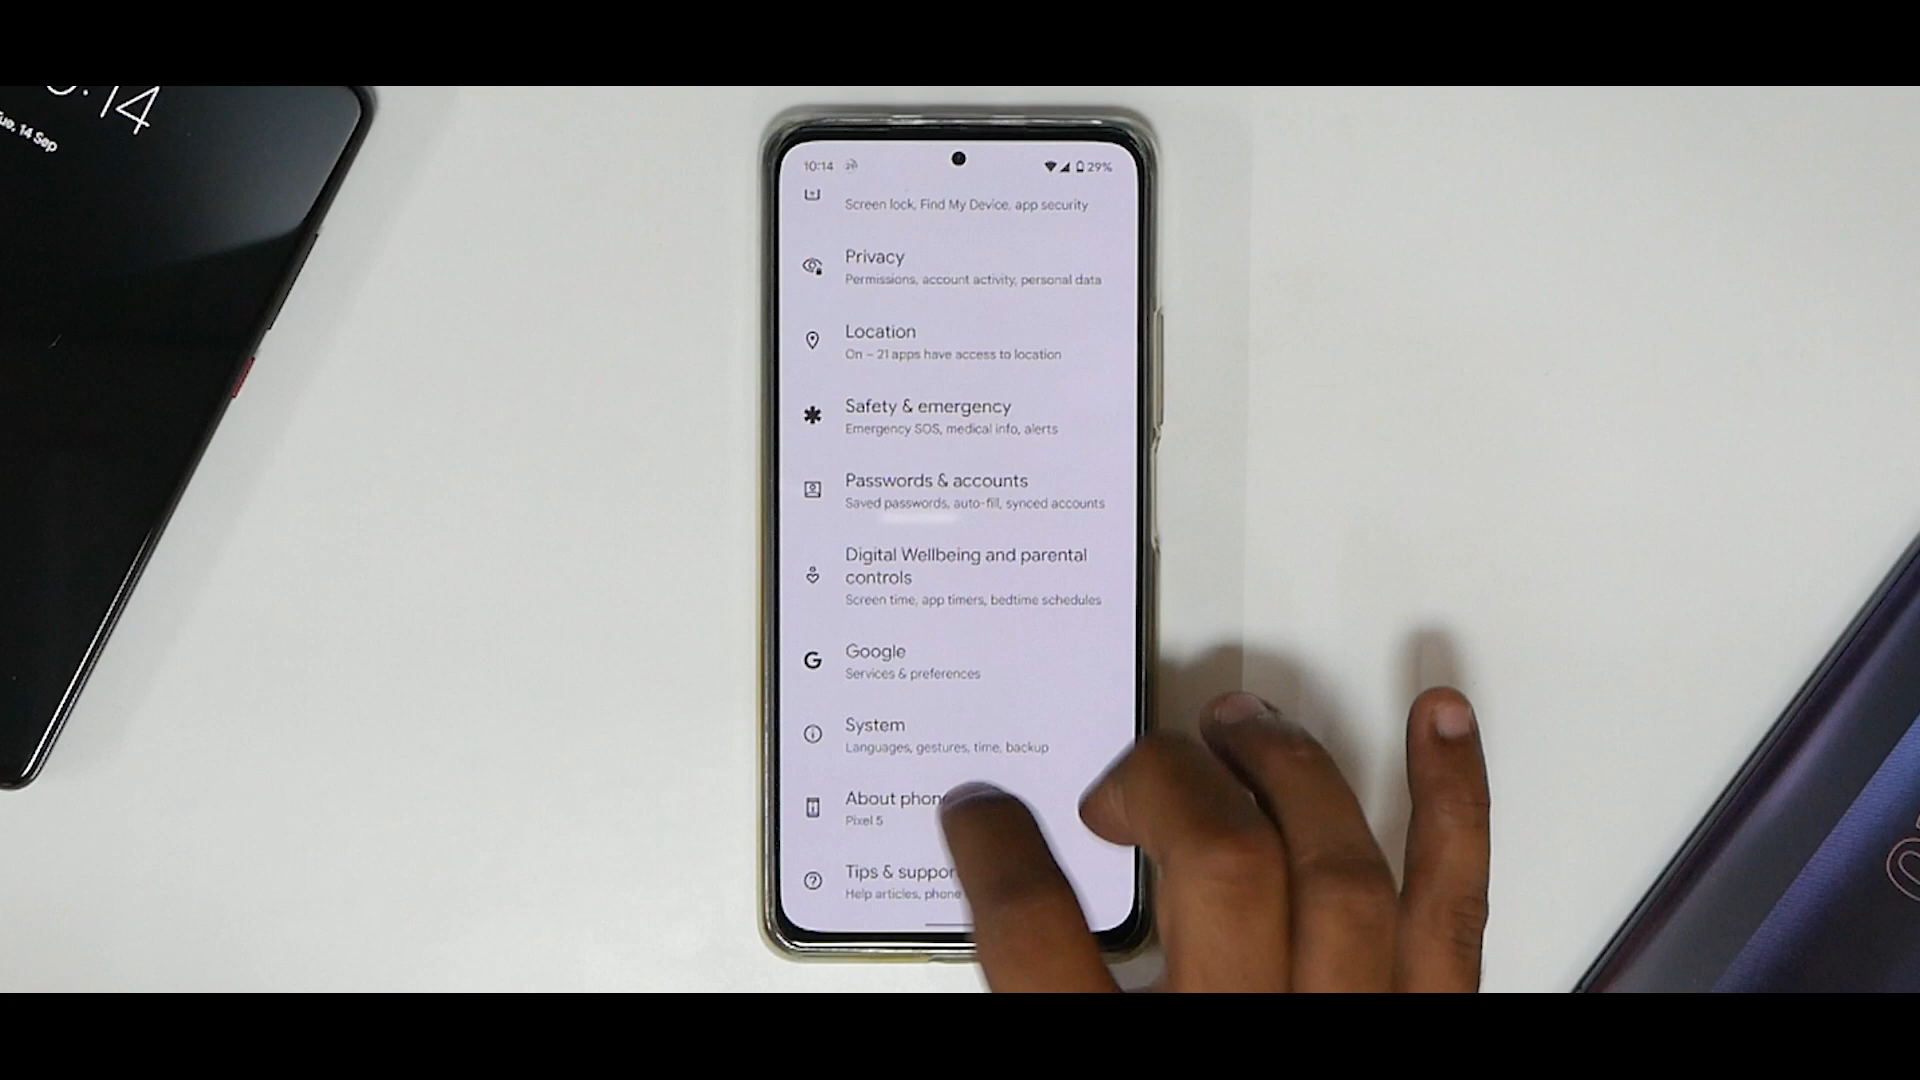 14
14 Sep
10:14
29%
Screen lock, Find My Device, app security
Privacy
Permissions, account activity, personal data
Location
On – 21 apps have access to location
Safety & emergency
Emergency SOS, medical info, alerts
Passwords & accounts
Saved passwords, auto-fill, synced accounts
Digital Wellbeing and parental
controls
Screen time, app timers, bedtime schedules
Google
Services & preferences
System
Languages, gestures, time, backup
About phone
Pixel 5
Tips & support
Help articles, phone